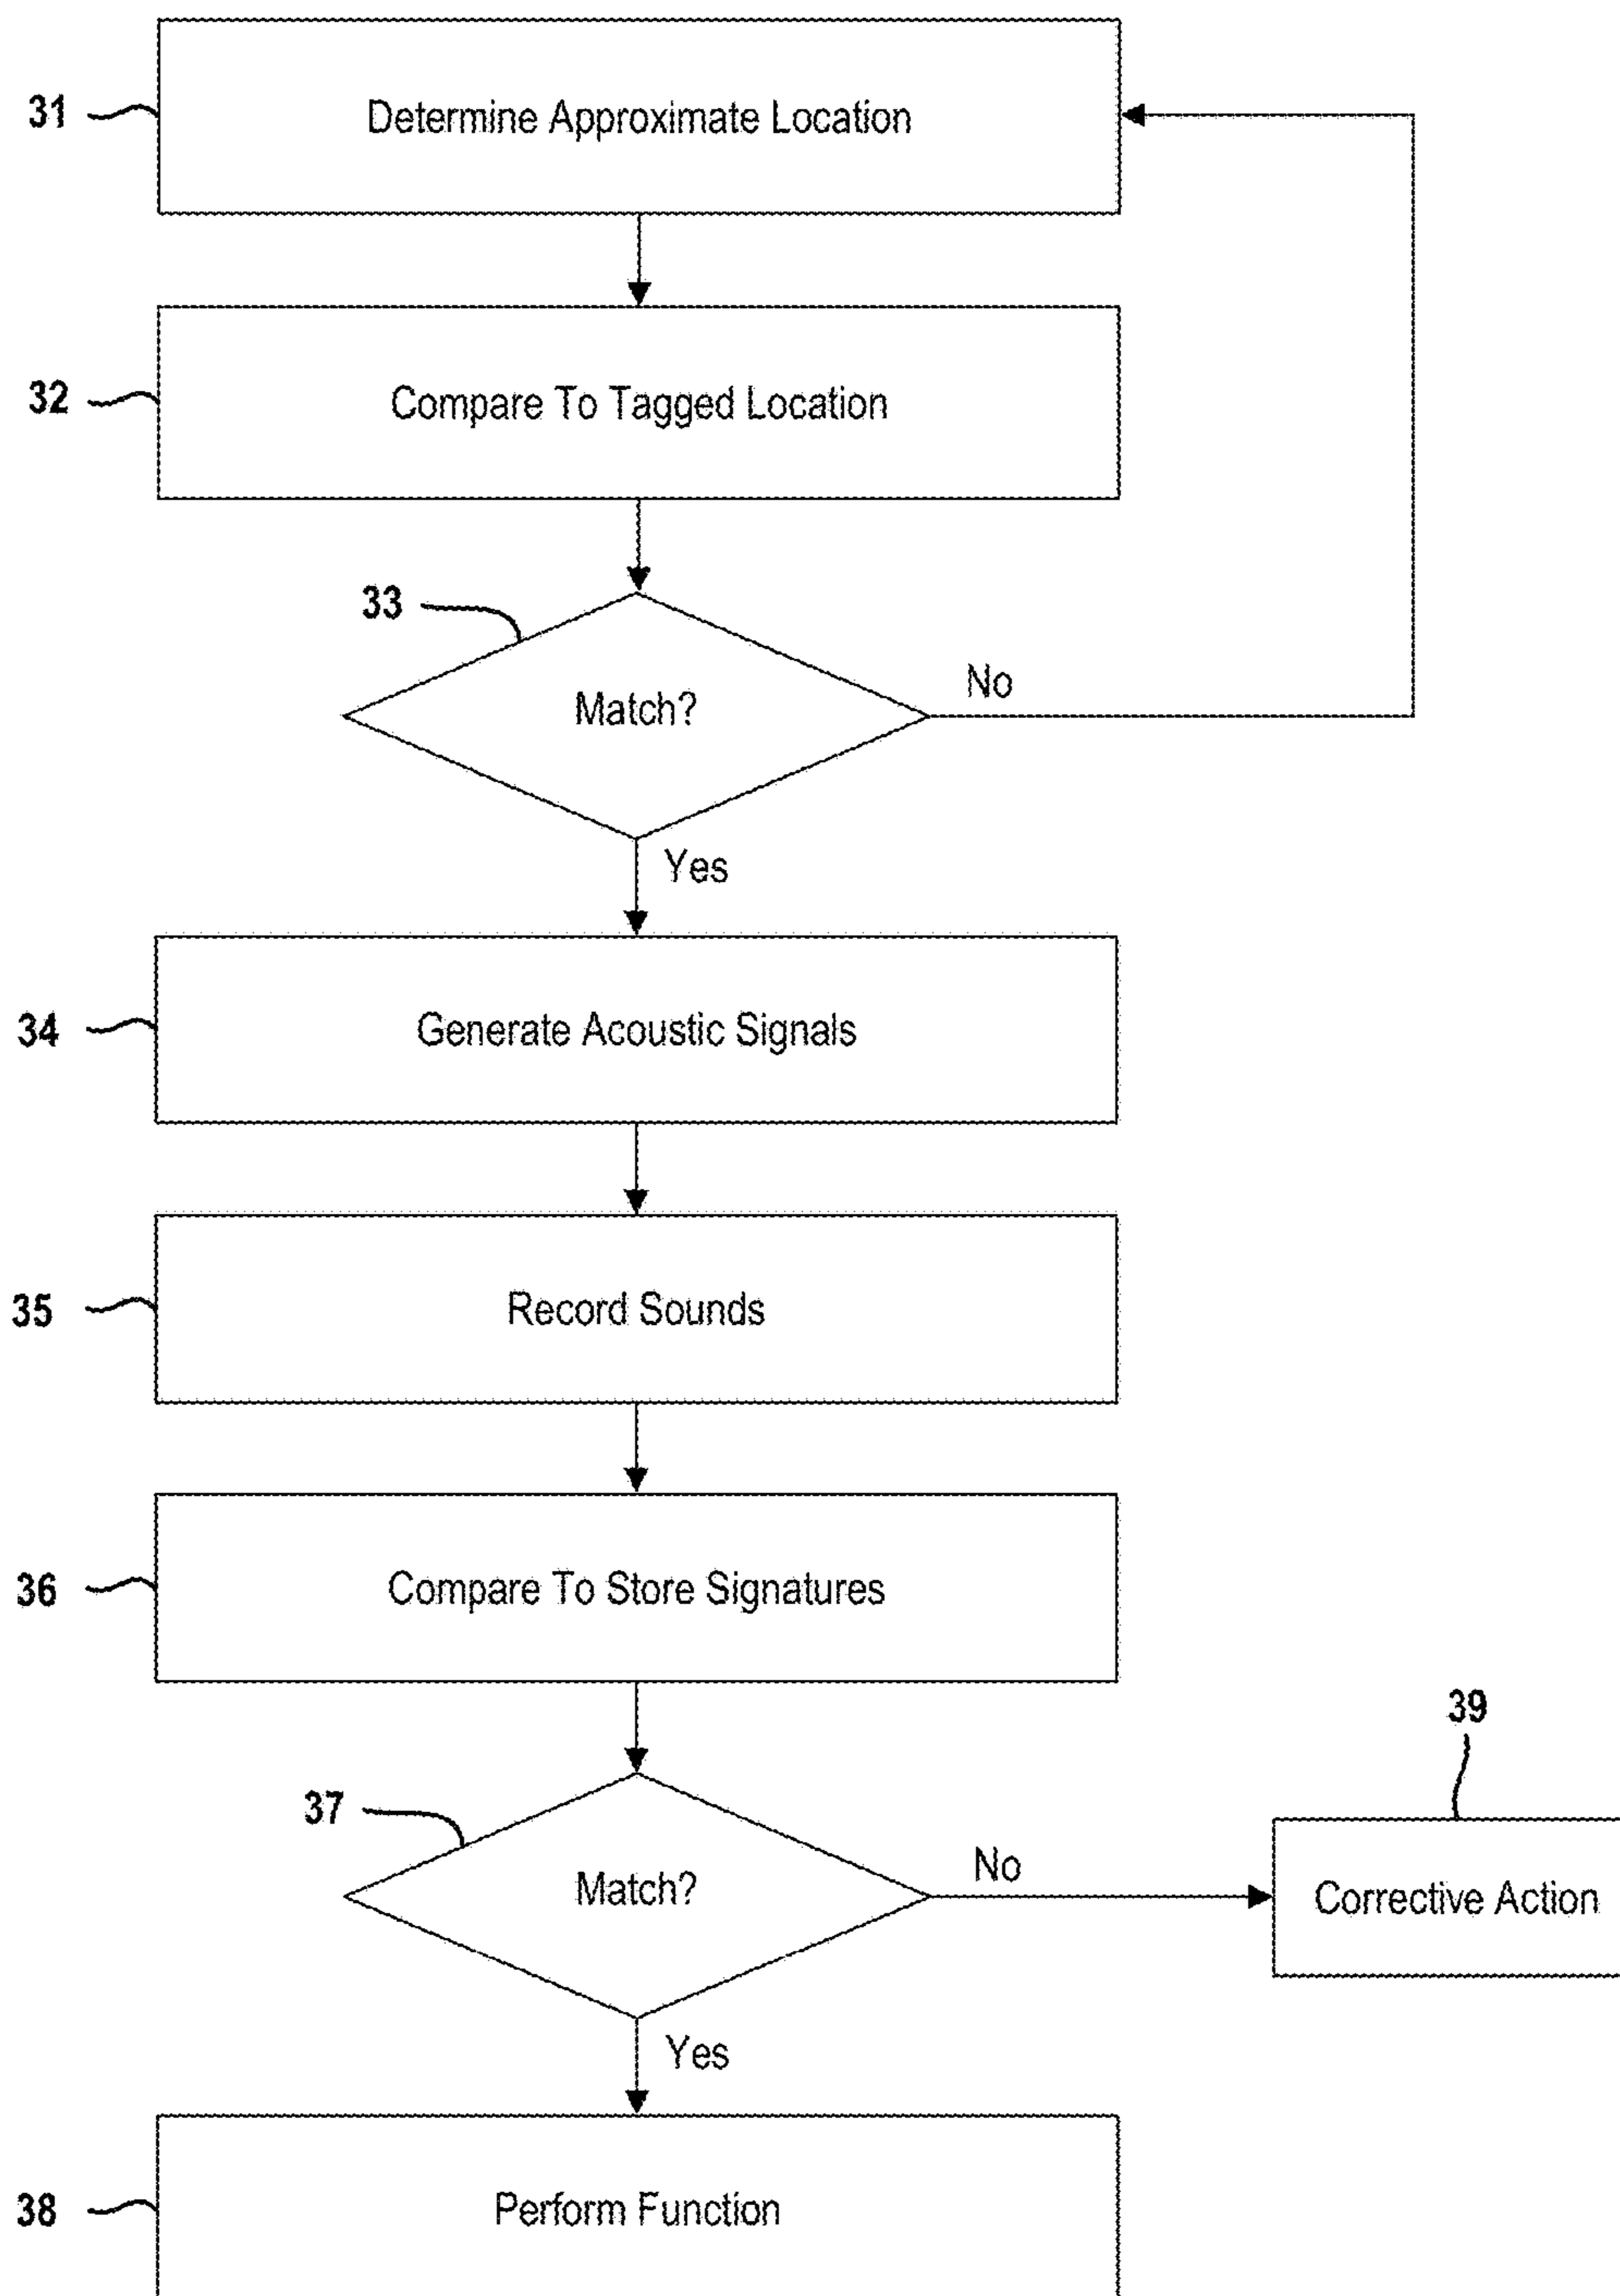 31
Determine Approximate Location
32
Compare To Tagged Location
33
Match?
No
Yes
34
Generate Acoustic Signals
35
Record Sounds
36
Compare To Store Signatures
37
Match?
No
39
Corrective Action
Yes
38
Perform Function